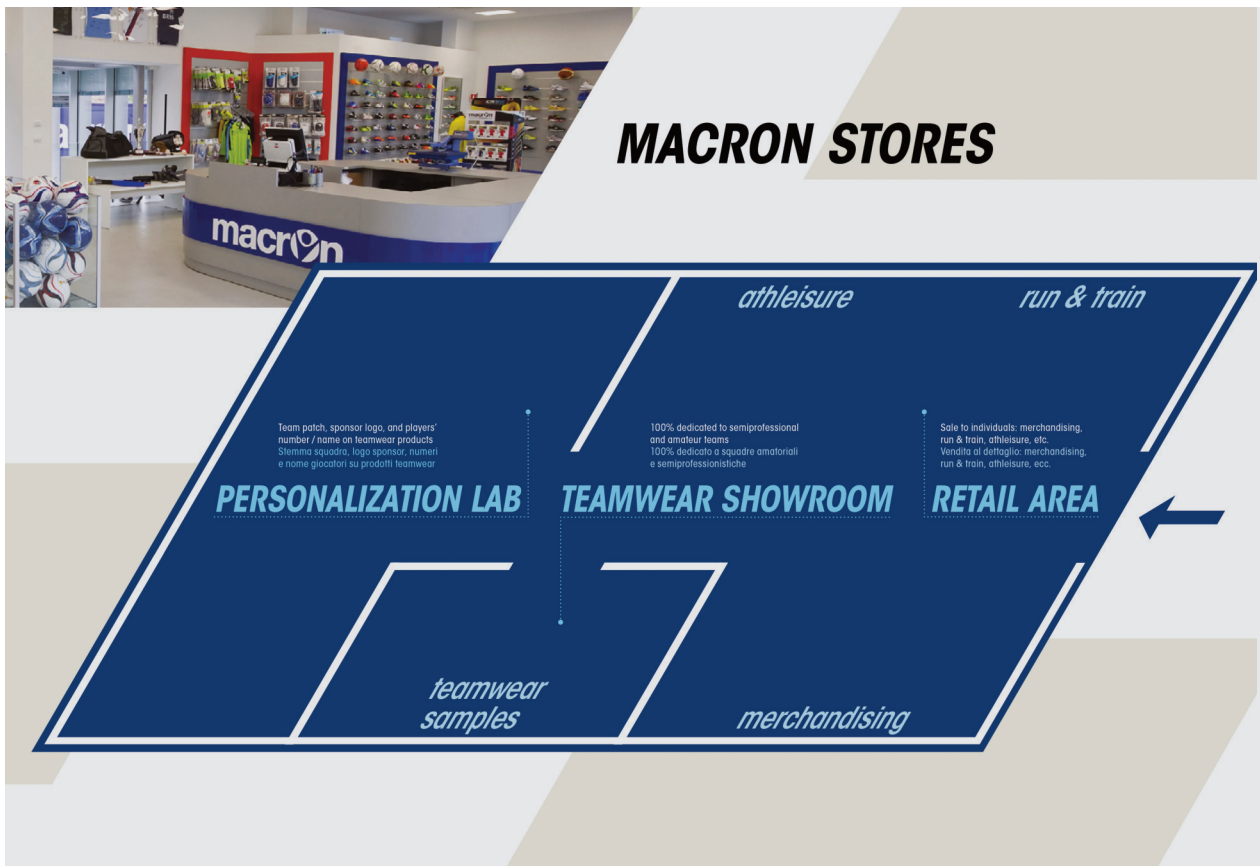 macron
MACRON STORES
athleisure
run & train
Team patch, sponsor logo, and players’
number / name on teamwear products
Stemma squadra, logo sponsor, numeri
e nome giocatori su prodotti teamwear
PERSONALIZATION LAB
100% dedicated to semiprofessional
and amateur teams
100% dedicato a squadre amatoriali
e semiprofessionistiche
TEAMWEAR SHOWROOM
Sale to individuals: merchandising,
run & train, athleisure, etc.
Vendita al dettaglio: merchandising,
run & train, athleisure, ecc.
RETAIL AREA
teamwear
samples
merchandising